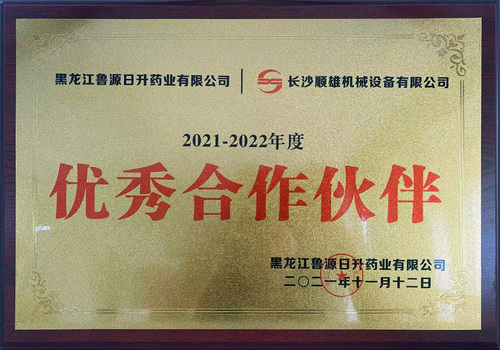 黑龙江鲁源日升药业有限公司 | 长沙顺雄机械设备有限公司
2021-2022年度
优秀合作伙伴
黑龙江鲁源日升药业有限公司
二〇二一年十一月十二日